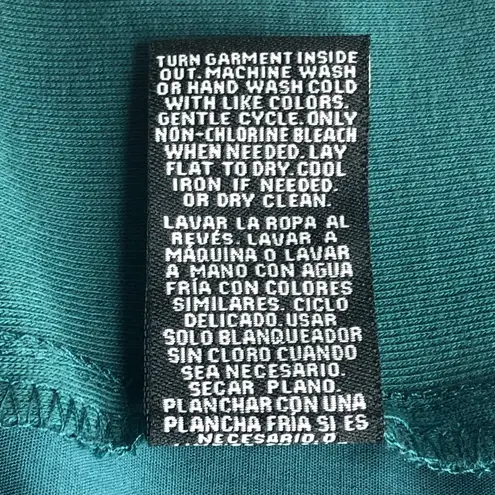 TURN GARMENT INSIDE
OUT. MACHINE WASH
OR HAND WASH COLD
WITH LIKE COLORS.
GENTLE CYCLE. ONLY
NON-CHLORINE BLEACH
WHEN NEEDED. LAY
FLAT TO DRY. COOL
IRON IF NEEDED.
OR DRY CLEAN.
LAVAR LA ROPA AL
REVÉS. LAVAR A
MÁQUINA O LAVAR
A MANO CON AGUA
FRÍA CON COLORES
SIMILARES. CICLO
DELICADO. USAR
SOLO BLANQUEADOR
SIN CLORO CUANDO
SEA NECESARIO.
SECAR PLANO.
PLANCHAR CON UNA
PLANCHA FRÍA SI ES
NECESARIO. O